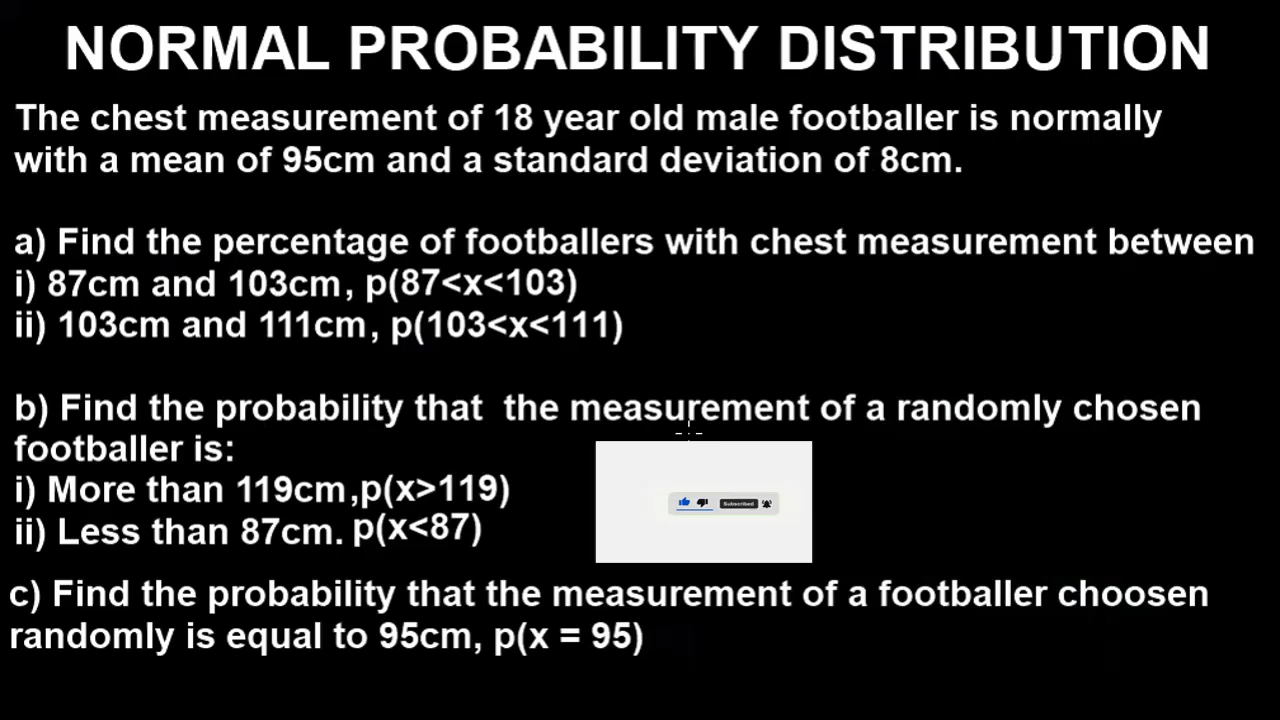 NORMAL PROBABILITY DISTRIBUTION
The chest measurement of 18 year old male footballer is normally
with a mean of 95cm and a standard deviation of 8cm.
a) Find the percentage of footballers with chest measurement between
i) 87cm and 103cm, p(87<x<103)
ii) 103cm and 111cm, p(103<x<111)
b) Find the probability that  the measurement of a randomly chosen
footballer is:
i) More than 119cm,p(x>119)
Subscribed
ii) Less than 87cm. p(x<87)
c) Find the probability that the measurement of a footballer choosen
randomly is equal to 95cm, p(x = 95)